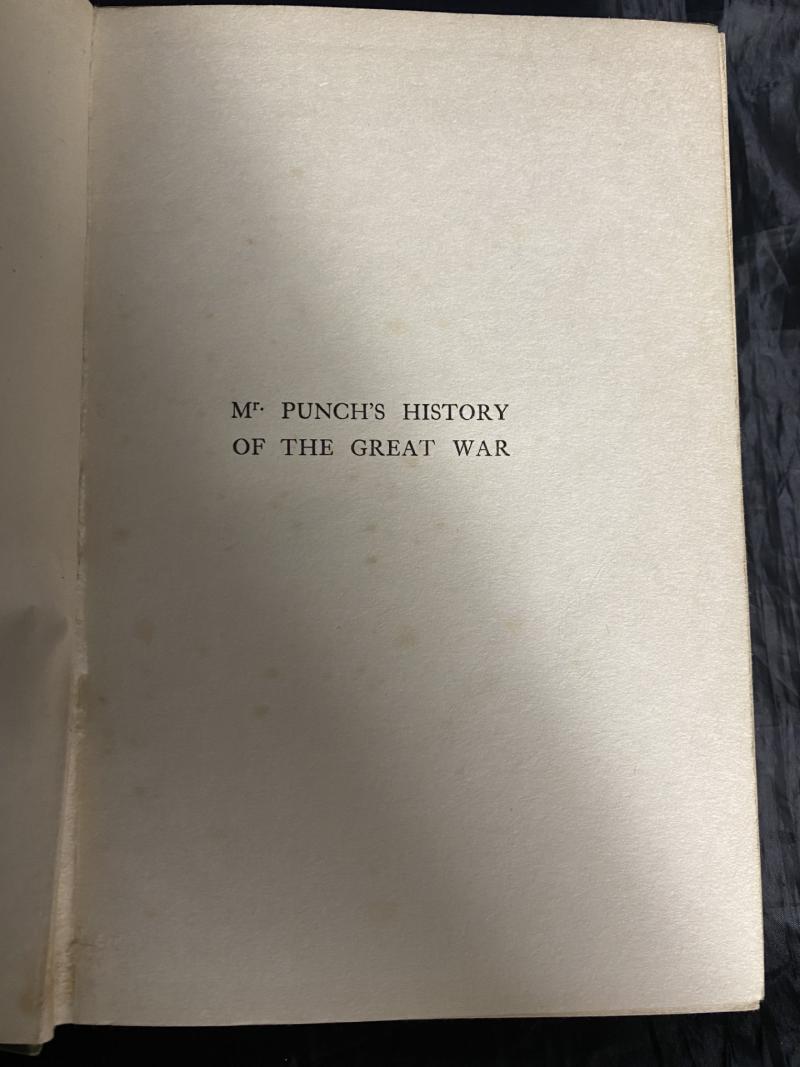 Mr. PUNCH'S HISTORY
OF THE GREAT WAR